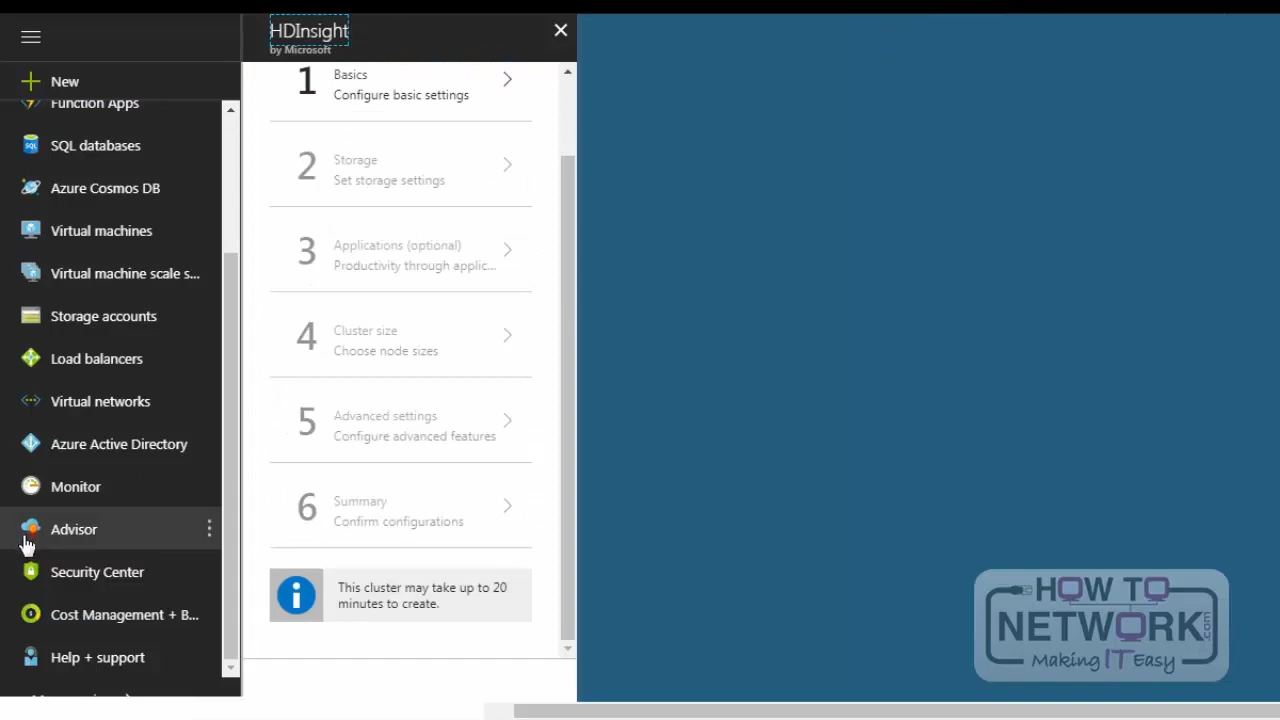 HDInsight
by Microsoft
New
Function Apps
SQL databases
Azure Cosmos DB
Virtual machines
Virtual machine scale s...
Storage accounts
Load balancers
Virtual networks
Azure Active Directory
Monitor
Advisor
Security Center
Cost Management + B...
Help + support
1
Basics
Configure basic settings
2
Storage
Set storage settings
3
Applications (optional)
Productivity through applic...
4
Cluster size
Choose node sizes
5
Advanced settings
Configure advanced features
6
Summary
Confirm configurations
This cluster may take up to 20
minutes to create.
HOW TO
NETWORK.com
Making IT Easy